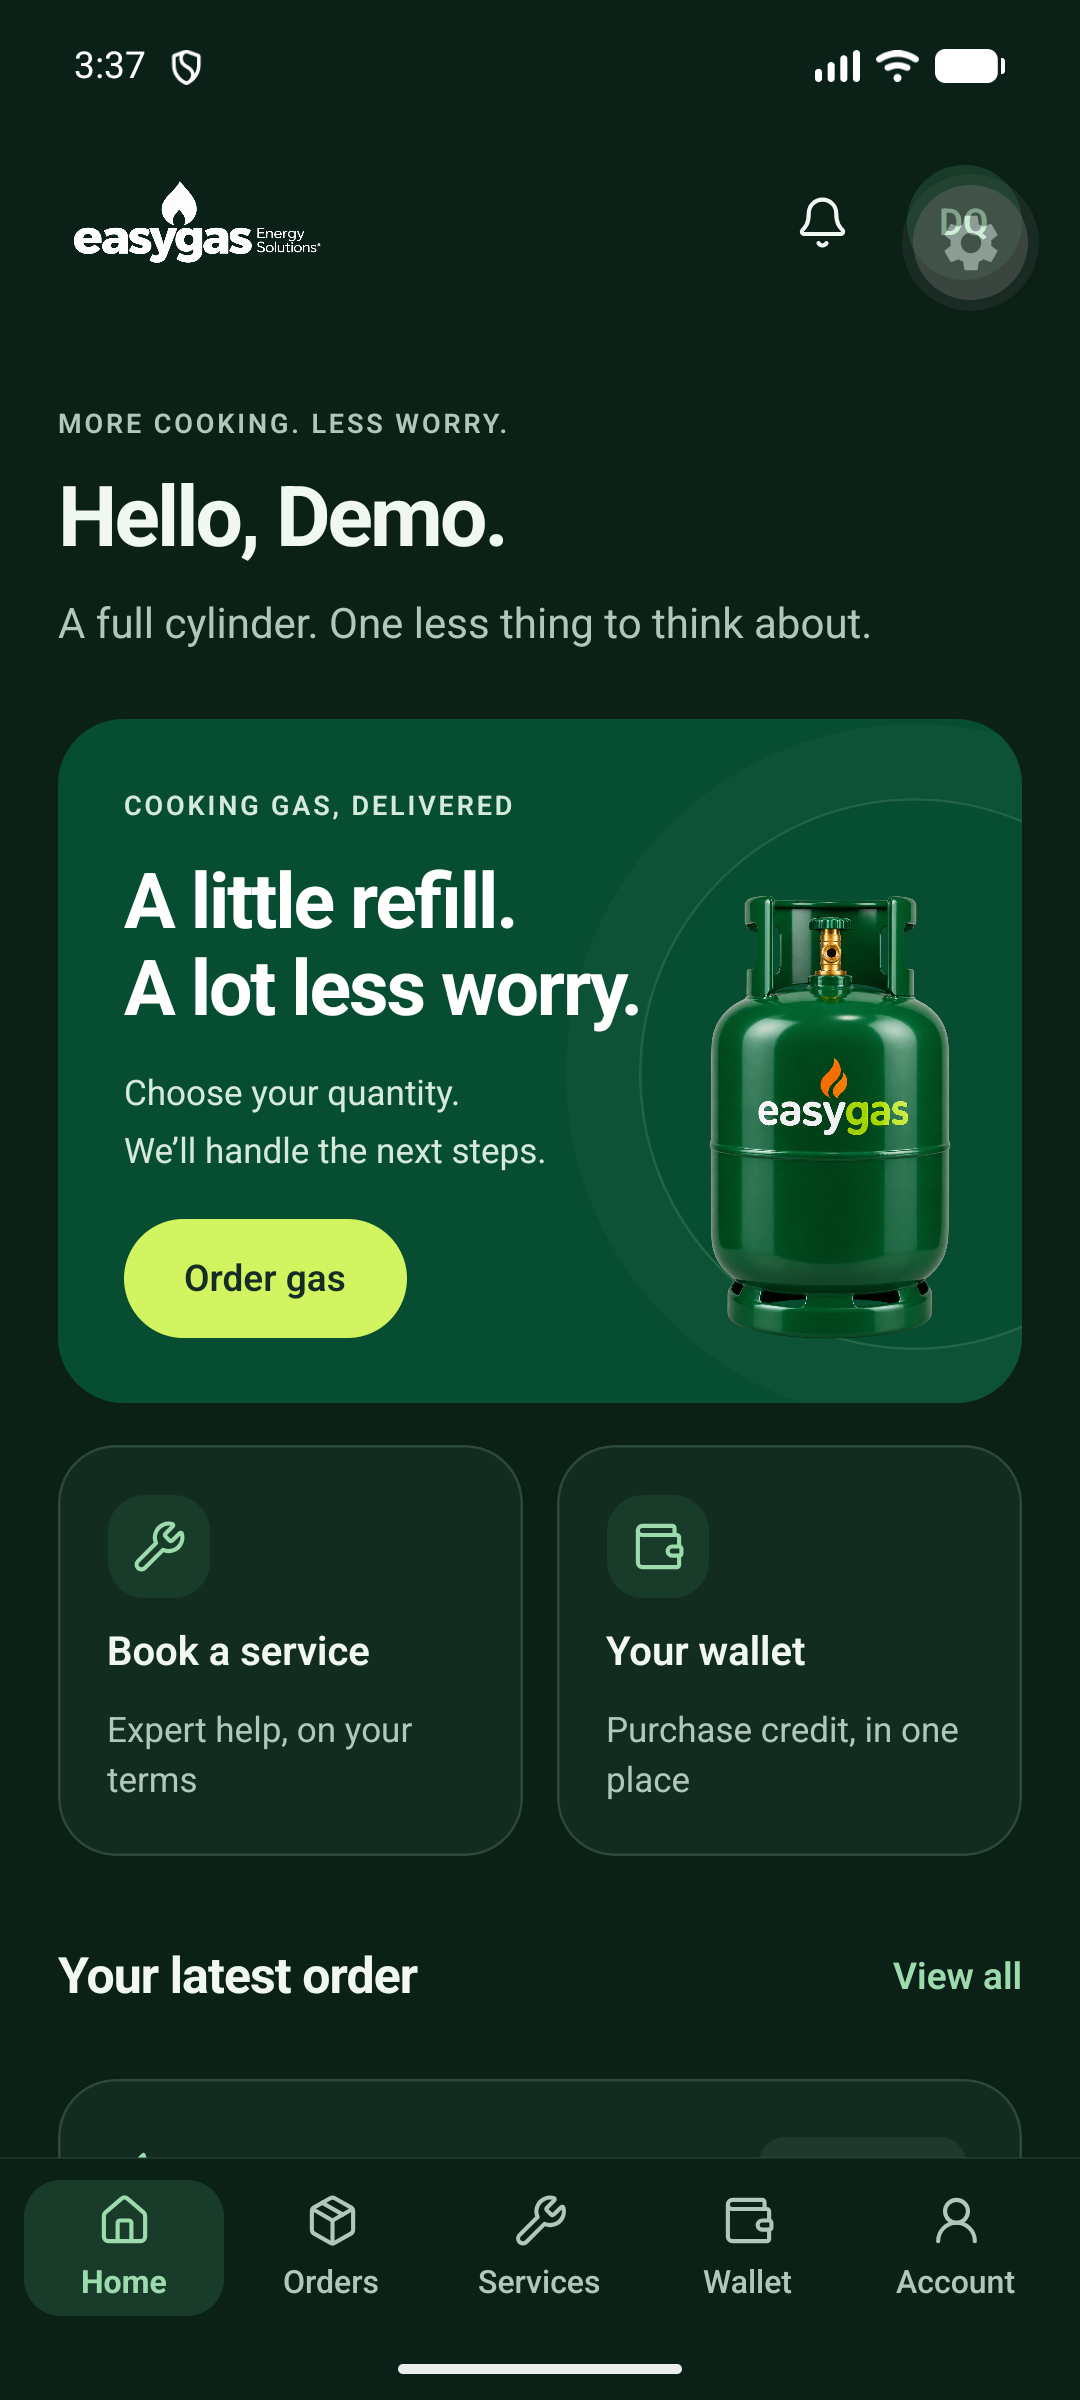 3:37
easygas Energy
Solutions
DQ
MORE COOKING. LESS WORRY.
Hello, Demo.
A full cylinder. One less thing to think about.
COOKING GAS, DELIVERED
A little refill.
A lot less worry.
easygas
Choose your quantity.
We’ll handle the next steps.
Order gas
Book a service
Your wallet
Expert help, on your
terms
Purchase credit, in one
place
Your latest order
View all
Home
Orders
Services
Wallet
Account